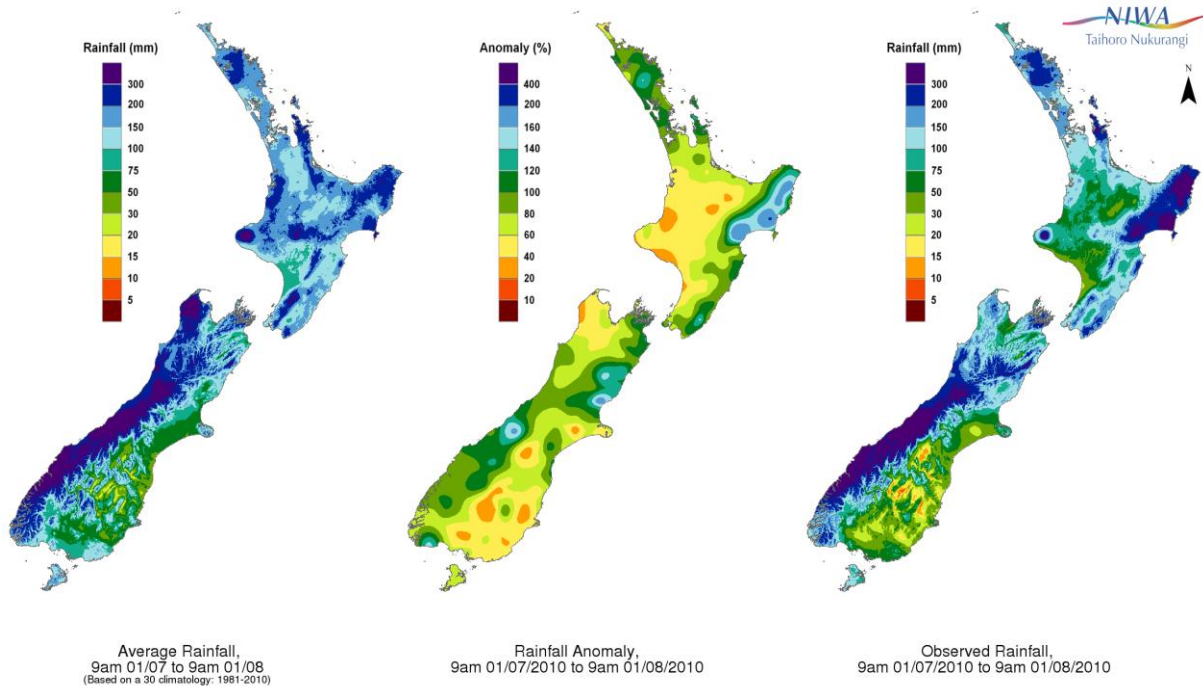 NIWA
Taihoro Nukurangi
N
Rainfall (mm)
300
200
150
100
75
50
30
20
15
10
5
mm
Anomaly (%)
400
200
160
140
120
100
80
60
40
20
10
%
Rainfall (mm)
300
200
150
100
75
50
30
20
15
10
5
mm
Average Rainfall,
9am 01/07 to 9am 01/08
(Based on a 30 climatology: 1981-2010)
Rainfall Anomaly,
9am 01/07/2010 to 9am 01/08/2010
Observed Rainfall,
9am 01/07/2010 to 9am 01/08/2010